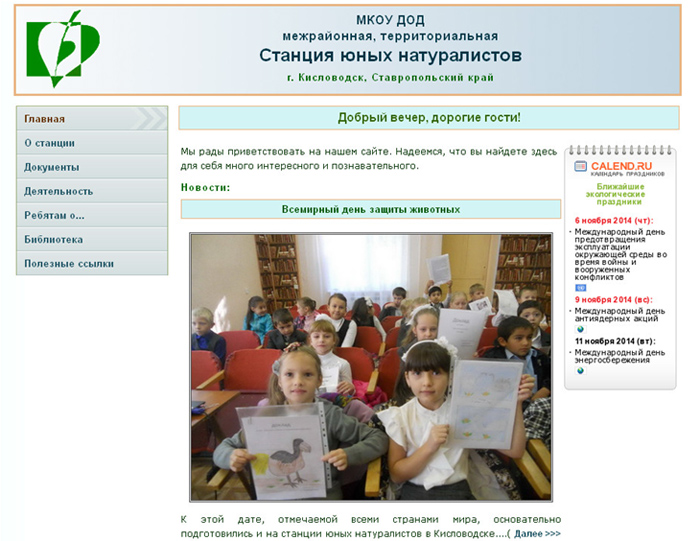 МКОУ ДОД
межрайонная, территориальная
Станция юных натуралистов
г. Кисловодск, Ставропольский край
Главная
О станции
Документы
Деятельность
Ребятам о...
Библиотека
Полезные ссылки
Добрый вечер, дорогие гости!
Мы рады приветствовать на нашем сайте. Надеемся, что вы найдете здесь
для себя много интересного и познавательного.
Новости:
Всемирный день защиты животных
К этой дате, отмечаемой всеми странами мира, основательно
подготовились и на станции юных натуралистов в Кисловодске....( Далее >>>
CALEND.RU
КАЛЕНДАРЬ ПРАЗДНИКОВ
Ближайшие
экологические
праздники
6 ноября 2014 (чт):
· Международный день
предотвращения
эксплуатации
окружающей среды во
время войны и
вооруженных
конфликтов
9 ноября 2014 (вс):
· Международный день
антиядерных акций
11 ноября 2014 (вт):
· Международный день
энергосбережения